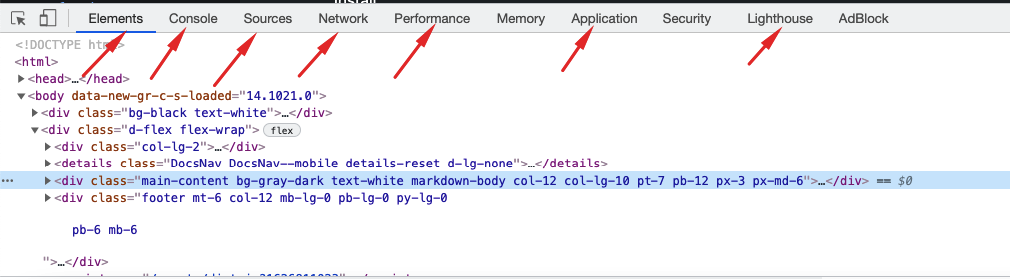 Install
Elements Console Sources Network Performance Memory Application Security Lighthouse AdBlock
<!DOCTYPE html>
<html>
<head>…</head>
<body data-new-gr-c-s-loaded="14.1021.0">
<div class="bg-black text-white">…</div>
<div class="d-flex flex-wrap"> flex
<div class="col-lg-2">…</div>
<details class="DocsNav DocsNav--mobile details-reset d-lg-none">…</details>
… <div class="main-content bg-gray-dark text-white markdown-body col-12 col-lg-10 pt-7 pb-12 px-3 px-md-6">…</div> == $0
<div class="footer mt-6 col-12 mb-lg-0 pb-lg-0 py-lg-0
pb-6 mb-6
">…</div>